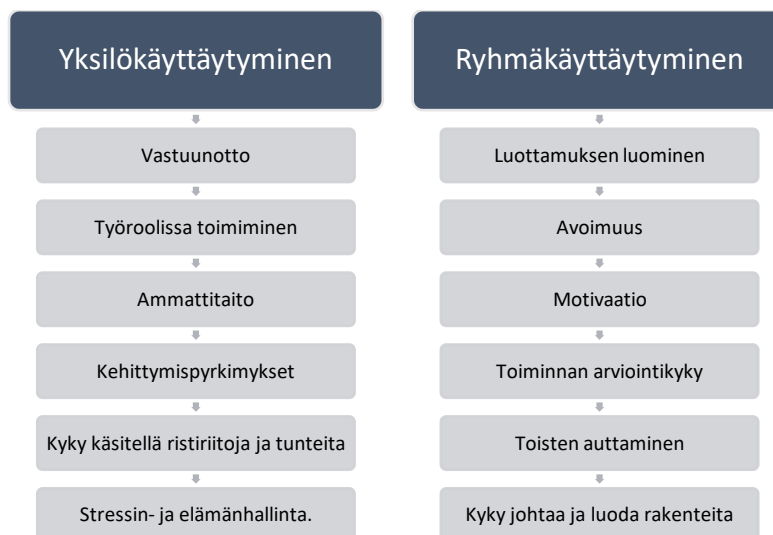 Yksilökäyttäytyminen
Vastuunotto
Työroolissa toimiminen
Ammattitaito
Kehittymispyrkimykset
Kyky käsitellä ristiriitoja ja tunteita
Stressin- ja elämänhallinta.
Ryhmäkäyttäytyminen
Luottamuksen luominen
Avoimuus
Motivaatio
Toiminnan arviointikyky
Toisten auttaminen
Kyky johtaa ja luoda rakenteita